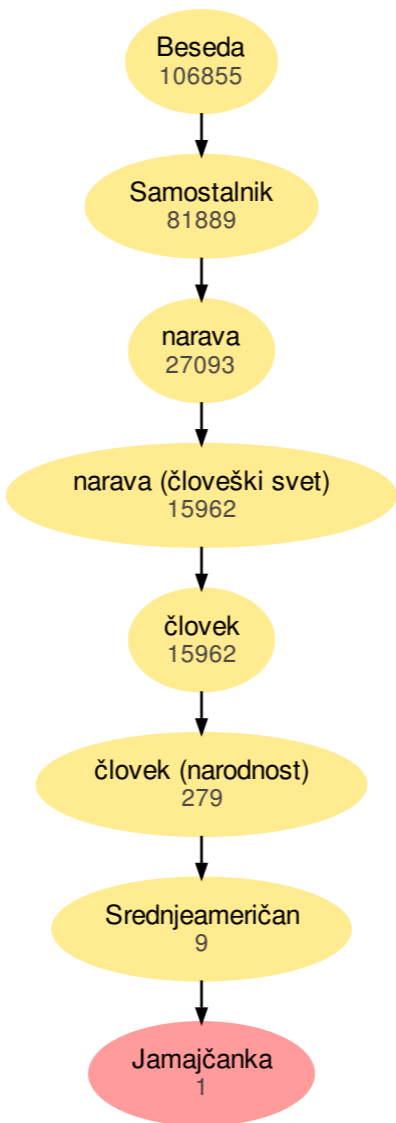 Beseda
106855
Samostalnik
81889
narava
27093
narava (človeški svet)
15962
človek
15962
človek (narodnost)
279
Srednjeameričan
9
Jamajčanka
1